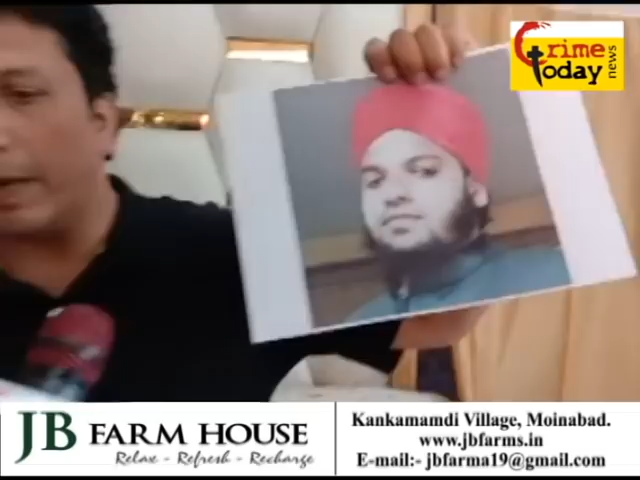 Crime
Today
news
JB FARM HOUSE
Relax - Refresh - Recharge
Kankamamdi Village, Moinabad.
www.jbfarms.in
E-mail:- jbfarma19@gmail.com